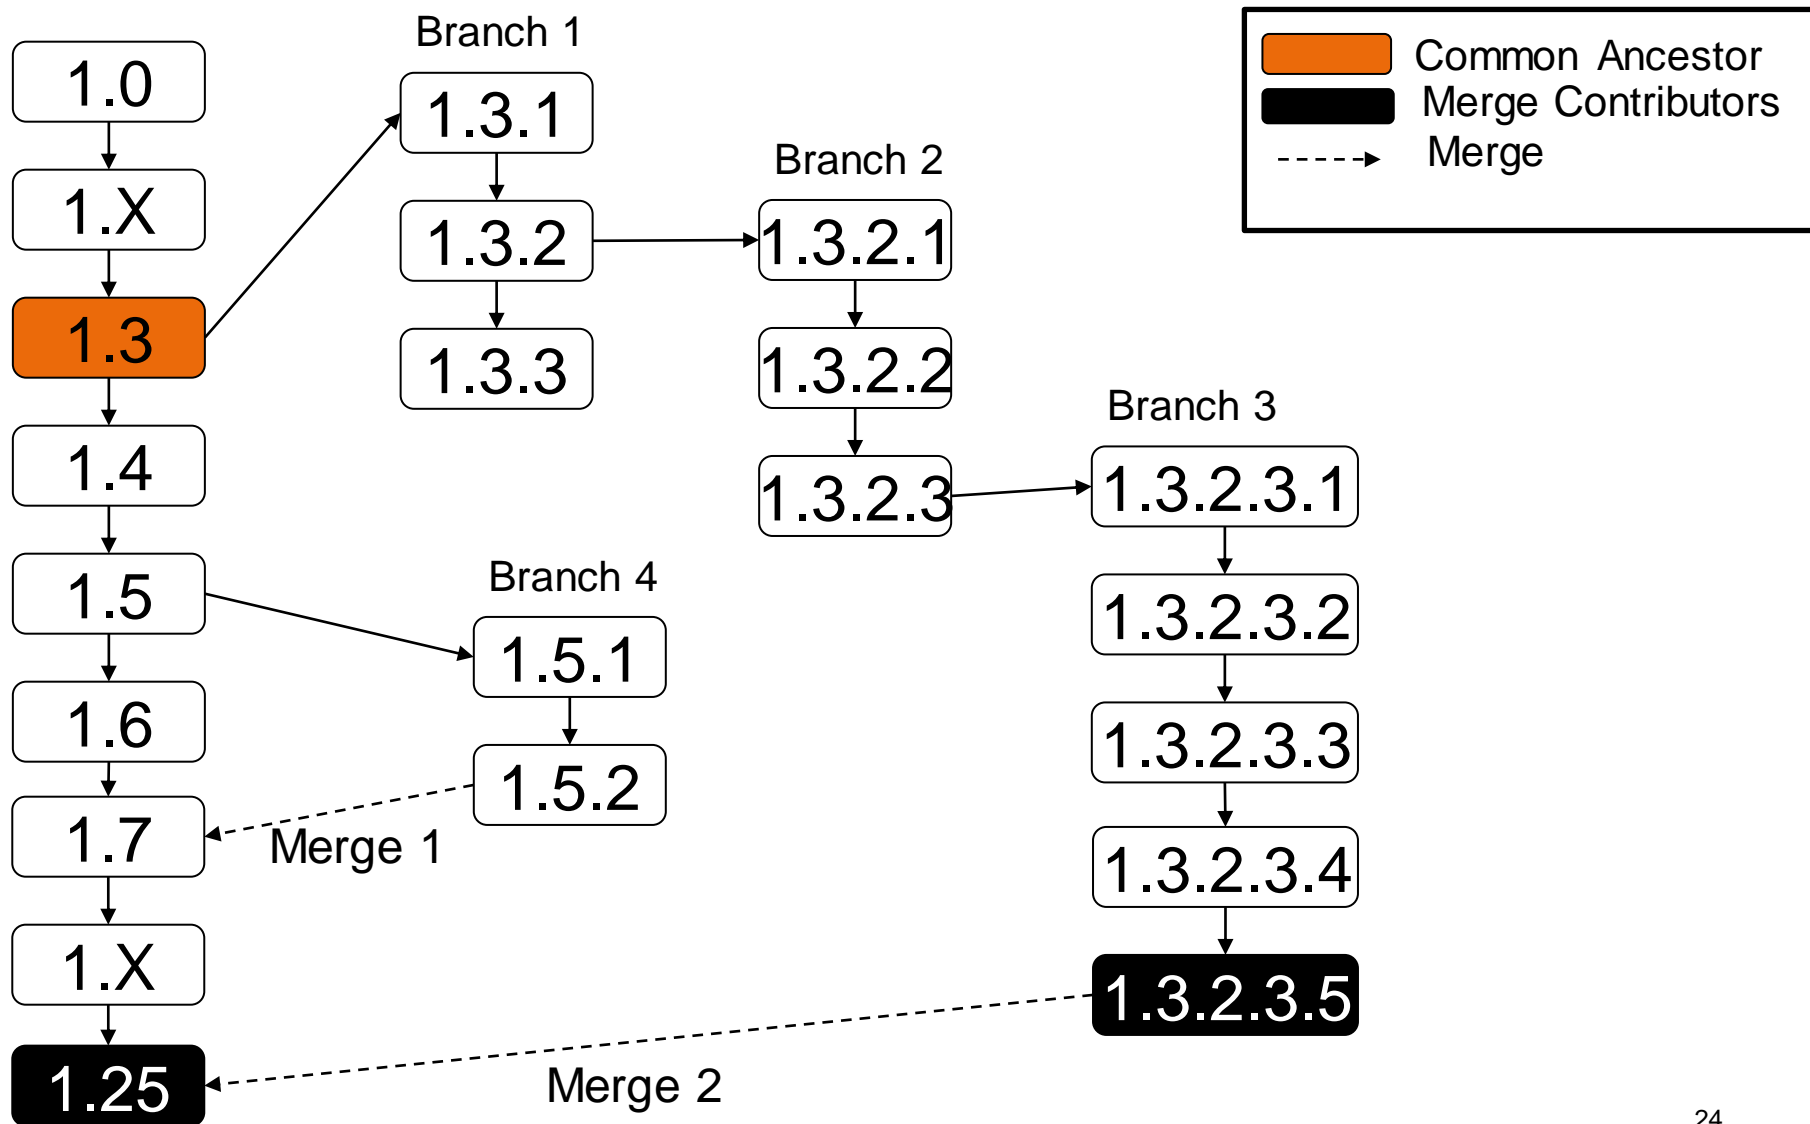 Branch 1
Common Ancestor
Merge Contributors
Merge
1.0
1.3.1
Branch 2
1.X
1.3.2
1.3.2.1
1.3
1.3.3
1.3.2.2
Branch 3
1.4
1.3.2.3
1.3.2.3.1
Branch 4
1.5
1.5.1
1.3.2.3.2
1.6
1.5.2
1.3.2.3.3
1.7
Merge 1
1.3.2.3.4
1.X
1.3.2.3.5
1.25
Merge 2
24